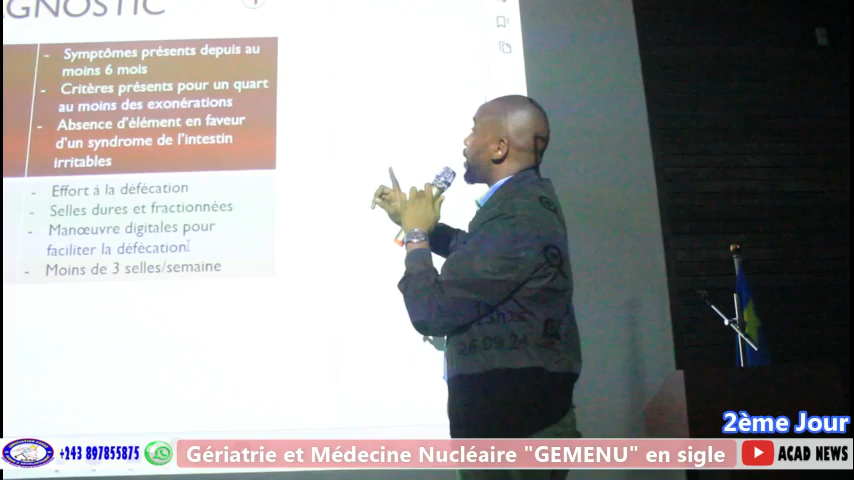 GNOSTIC
- Symptômes présents depuis au
moins 6 mois
- Critères présents pour un quart
au moins des exonérations
- Absence d'élément en faveur
d'un syndrome de l'intestin
irritables
- Effort à la défécation
- Selles dures et fractionnées
- Manœuvre digitales pour
faciliter la défécation
- Moins de 3 selles/semaine
26.09.24
2ème Jour
+243 897855875
Gériatrie et Médecine Nucléaire "GEMENU" en sigle
ACAD NEWS